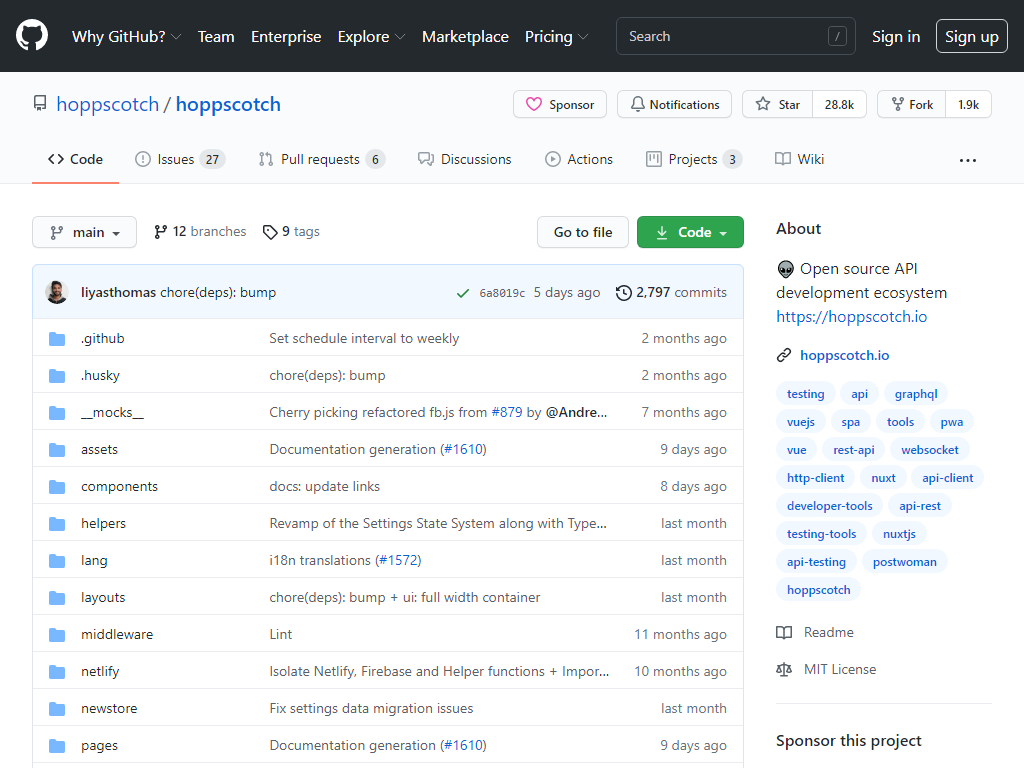 Why GitHub? Team Enterprise Explore Marketplace Pricing Search / Sign in Sign up
hoppscotch / hoppscotch Sponsor Notifications Star 28.8k Fork 1.9k
Code Issues 27 Pull requests 6 Discussions Actions Projects 3 Wiki ...
main 12 branches 9 tags Go to file Code
liyasthomas chore(deps): bump 6a8019c 5 days ago 2,797 commits
.github Set schedule interval to weekly 2 months ago
.husky chore(deps): bump 2 months ago
__mocks__ Cherry picking refactored fb.js from #879 by @Andre... 7 months ago
assets Documentation generation (#1610) 9 days ago
components docs: update links 8 days ago
helpers Revamp of the Settings State System along with Type... last month
lang i18n translations (#1572) last month
layouts chore(deps): bump + ui: full width container last month
middleware Lint 11 months ago
netlify Isolate Netlify, Firebase and Helper functions + Impor... 10 months ago
newstore Fix settings data migration issues last month
pages Documentation generation (#1610) 9 days ago
About
Open source API
development ecosystem
https://hoppscotch.io
hoppscotch.io
testing api graphql
vuejs spa tools pwa
vue rest-api websocket
http-client nuxt api-client
developer-tools api-rest
testing-tools nuxtjs
api-testing postwoman
hoppscotch
Readme
MIT License
Sponsor this project